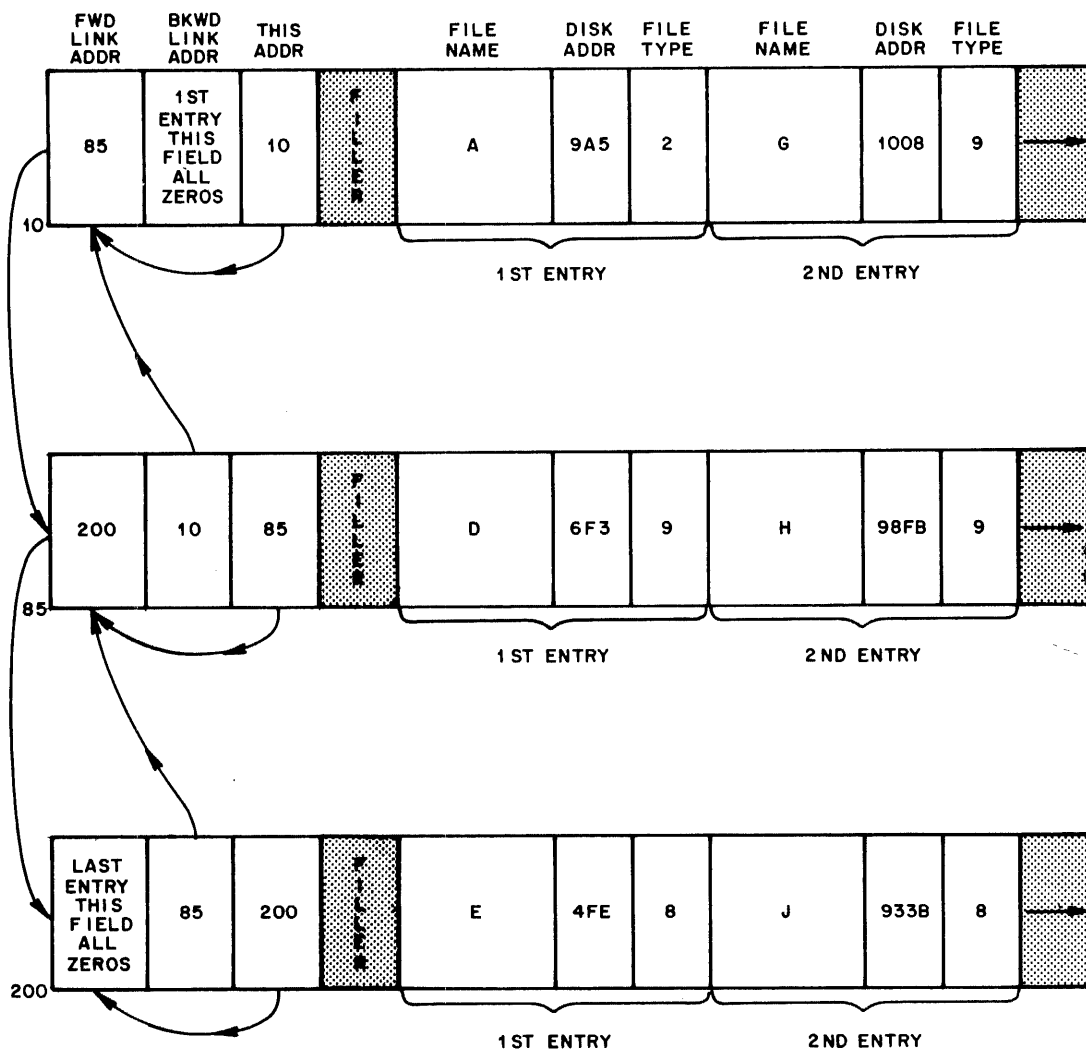 FWD LINK ADDR
BKWD LINK ADDR
THIS ADDR
FILE NAME
DISK ADDR
FILE TYPE
FILE NAME
DISK ADDR
FILE TYPE
85
1ST ENTRY THIS FIELD ALL ZEROS
10
FILLER
A
9A5
2
G
1008
9
10
1ST ENTRY
2ND ENTRY
200
10
85
FILLER
D
6F3
9
H
98FB
9
85
1ST ENTRY
2ND ENTRY
LAST ENTRY THIS FIELD ALL ZEROS
85
200
FILLER
E
4FE
8
J
933B
8
200
1ST ENTRY
2ND ENTRY